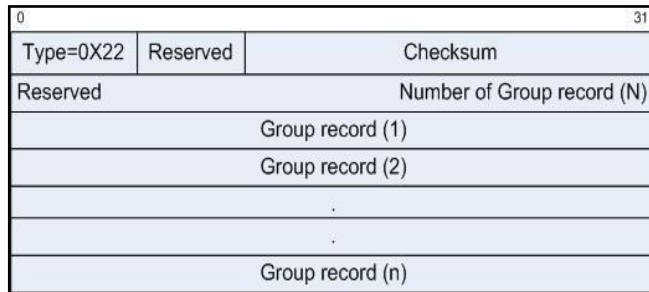 0 31
Type=0X22 Reserved Checksum
Reserved Number of Group record (N)
Group record (1)
Group record (2)
.
.
Group record (n)